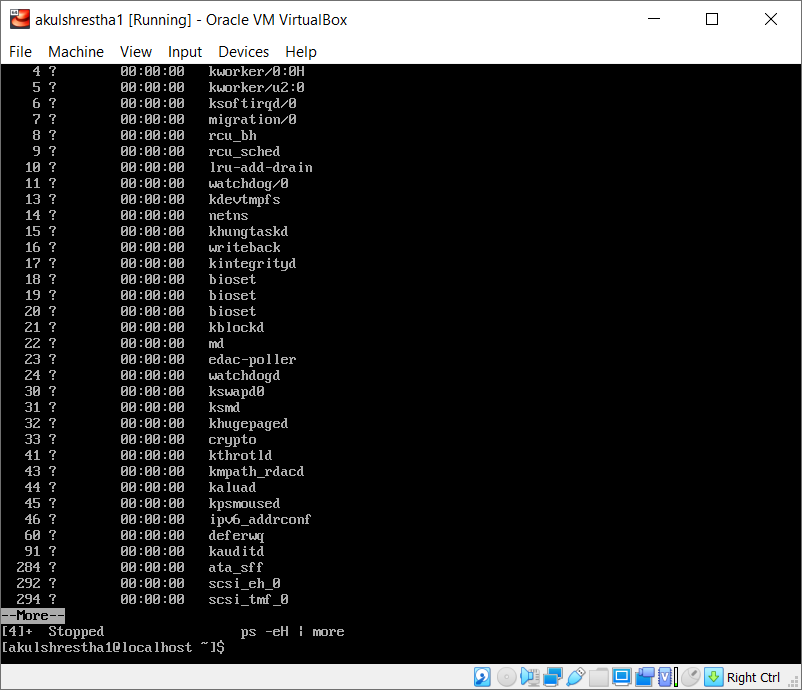 akulshrestha1 [Running] - Oracle VM VirtualBox
File Machine View Input Devices Help
4 ? 00:00:00 kworker/0:0H
5 ? 00:00:00 kworker/u2:0
6 ? 00:00:00 ksoftirqd/0
7 ? 00:00:00 migration/0
8 ? 00:00:00 rcu_bh
9 ? 00:00:00 rcu_sched
10 ? 00:00:00 lru-add-drain
11 ? 00:00:00 watchdog/0
13 ? 00:00:00 kdevtmpfs
14 ? 00:00:00 netns
15 ? 00:00:00 khungtaskd
16 ? 00:00:00 writeback
17 ? 00:00:00 kintegrityd
18 ? 00:00:00 bioset
19 ? 00:00:00 bioset
20 ? 00:00:00 bioset
21 ? 00:00:00 kblockd
22 ? 00:00:00 md
23 ? 00:00:00 edac-poller
24 ? 00:00:00 watchdogd
30 ? 00:00:00 kswapd0
31 ? 00:00:00 ksmd
32 ? 00:00:00 khugepaged
33 ? 00:00:00 crypto
41 ? 00:00:00 kthrotld
43 ? 00:00:00 kmpath_rdacd
44 ? 00:00:00 kaluad
45 ? 00:00:00 kpsmoused
46 ? 00:00:00 ipv6_addrconf
60 ? 00:00:00 deferwq
91 ? 00:00:00 kauditd
284 ? 00:00:00 ata_sff
292 ? 00:00:00 scsi_eh_0
294 ? 00:00:00 scsi_tmf_0
--More--
[4]+ Stopped ps -eH | more
[akulshrestha1@localhost ~]$
Right Ctrl